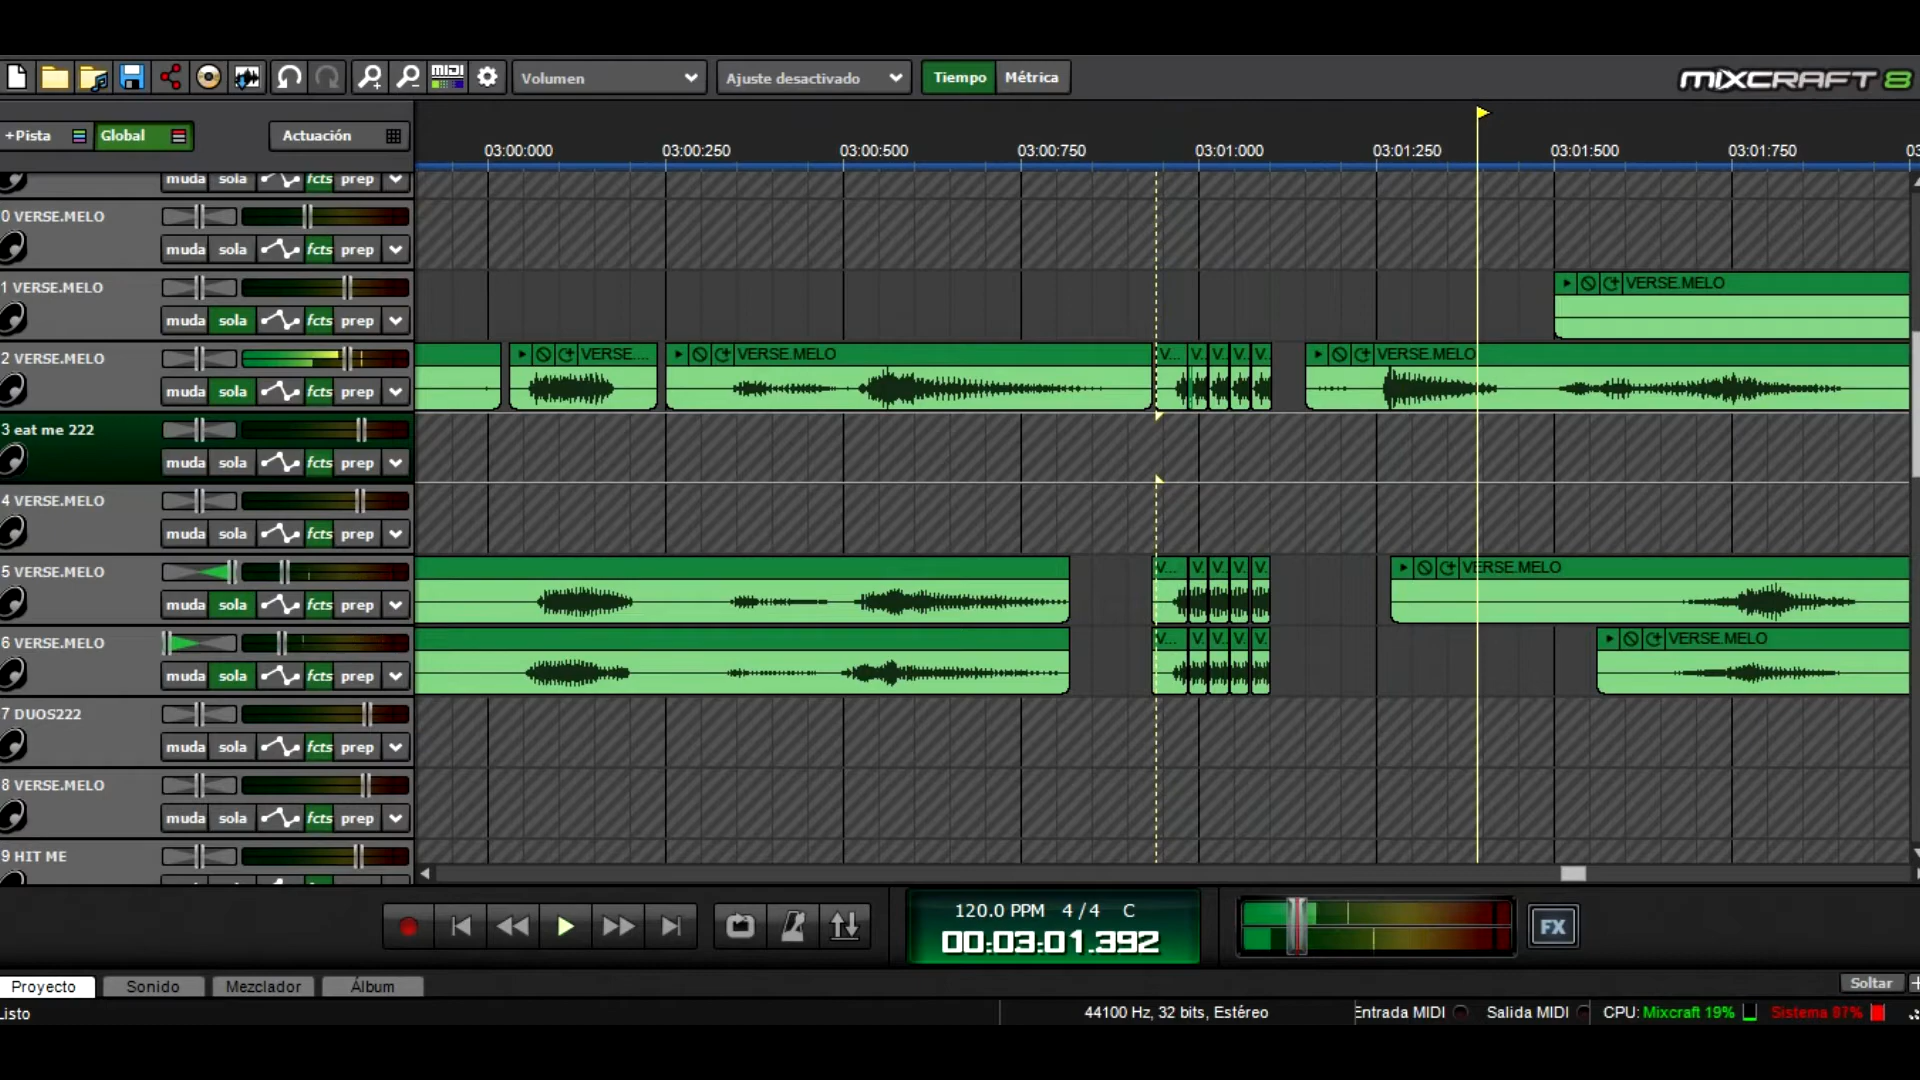 MIDI
Volumen
Ajuste desactivado
Tiempo
Métrica
MIXCRAFT 8
+Pista
Global
Actuación
03:00:000
03:00:250
03:00:500
03:00:750
03:01:000
03:01:250
03:01:500
03:01:750
03
muda sola fcts prep
0 VERSE.MELO
muda sola fcts prep
1 VERSE.MELO
muda sola fcts prep
VERSE.MELO
2 VERSE.MELO
muda sola fcts prep
VERSE....
VERSE.MELO
V...
V.
V.
V.
V.
VERSE.MELO
3 eat me 222
muda sola fcts prep
4 VERSE.MELO
muda sola fcts prep
5 VERSE.MELO
muda sola fcts prep
V...
V.
V.
V.
V.
VERSE.MELO
6 VERSE.MELO
muda sola fcts prep
V...
V.
V.
V.
V.
VERSE.MELO
7 DUOS222
muda sola fcts prep
8 VERSE.MELO
muda sola fcts prep
9 HIT ME
120.0 PPM 4/4 C
00:03:01.392
FX
Proyecto
Sonido
Mezclador
Álbum
Soltar
Listo
44100 Hz, 32 bits, Estéreo
Entrada MIDI
Salida MIDI
CPU: Mixcraft 19%
Sistema 87%